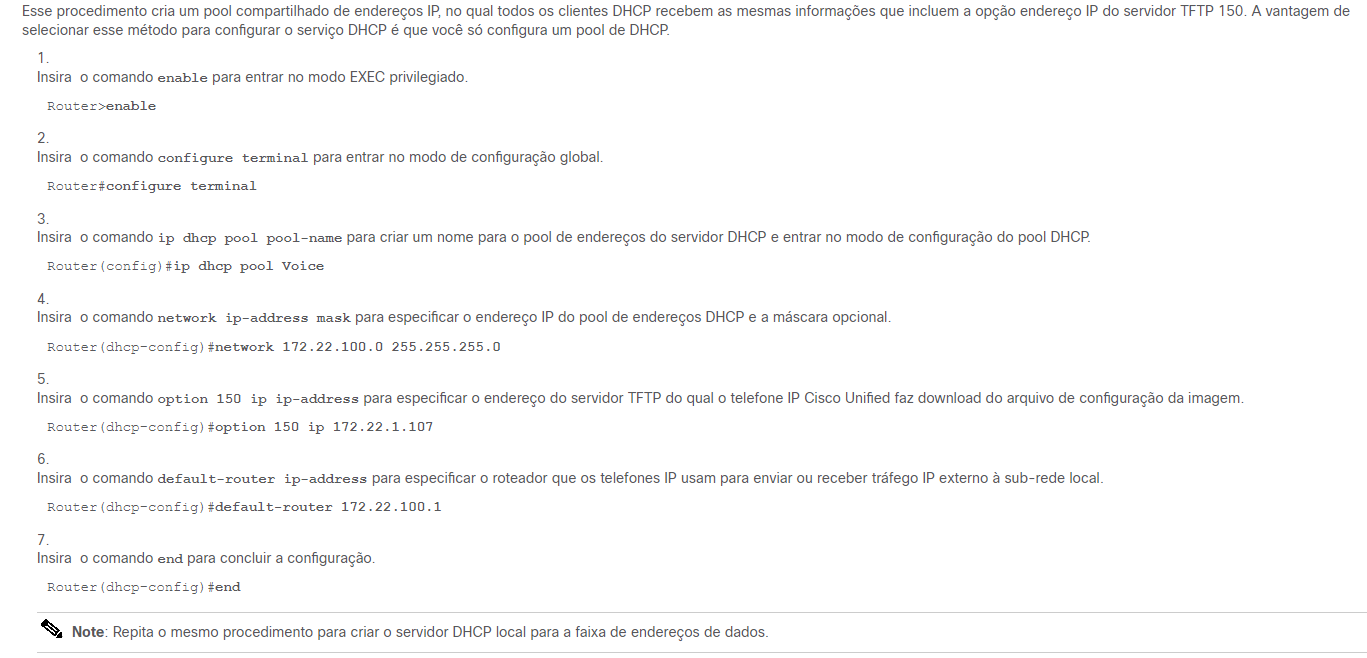 Esse procedimento cria um pool compartilhado de endereços IP, no qual todos os clientes DHCP recebem as mesmas informações que incluem a opção endereço IP do servidor TFTP 150. A vantagem de
selecionar esse método para configurar o serviço DHCP é que você só configura um pool de DHCP.
1.
Insira o comando enable para entrar no modo EXEC privilegiado.
Router>enable
2.
Insira o comando configure terminal para entrar no modo de configuração global.
Router#configure terminal
3.
Insira o comando ip dhcp pool pool-name para criar um nome para o pool de endereços do servidor DHCP e entrar no modo de configuração do pool DHCP.
Router(config)#ip dhcp pool Voice
4.
Insira o comando network ip-address mask para especificar o endereço IP do pool de endereços DHCP e a máscara opcional.
Router(dhcp-config)#network 172.22.100.0 255.255.255.0
5.
Insira o comando option 150 ip ip-address para especificar o endereço do servidor TFTP do qual o telefone IP Cisco Unified faz download do arquivo de configuração da imagem.
Router(dhcp-config)#option 150 ip 172.22.1.107
6.
Insira o comando default-router ip-address para especificar o roteador que os telefones IP usam para enviar ou receber tráfego IP externo à sub-rede local.
Router(dhcp-config)#default-router 172.22.100.1
7.
Insira o comando end para concluir a configuração.
Router(dhcp-config)#end
Note: Repita o mesmo procedimento para criar o servidor DHCP local para a faixa de endereços de dados.